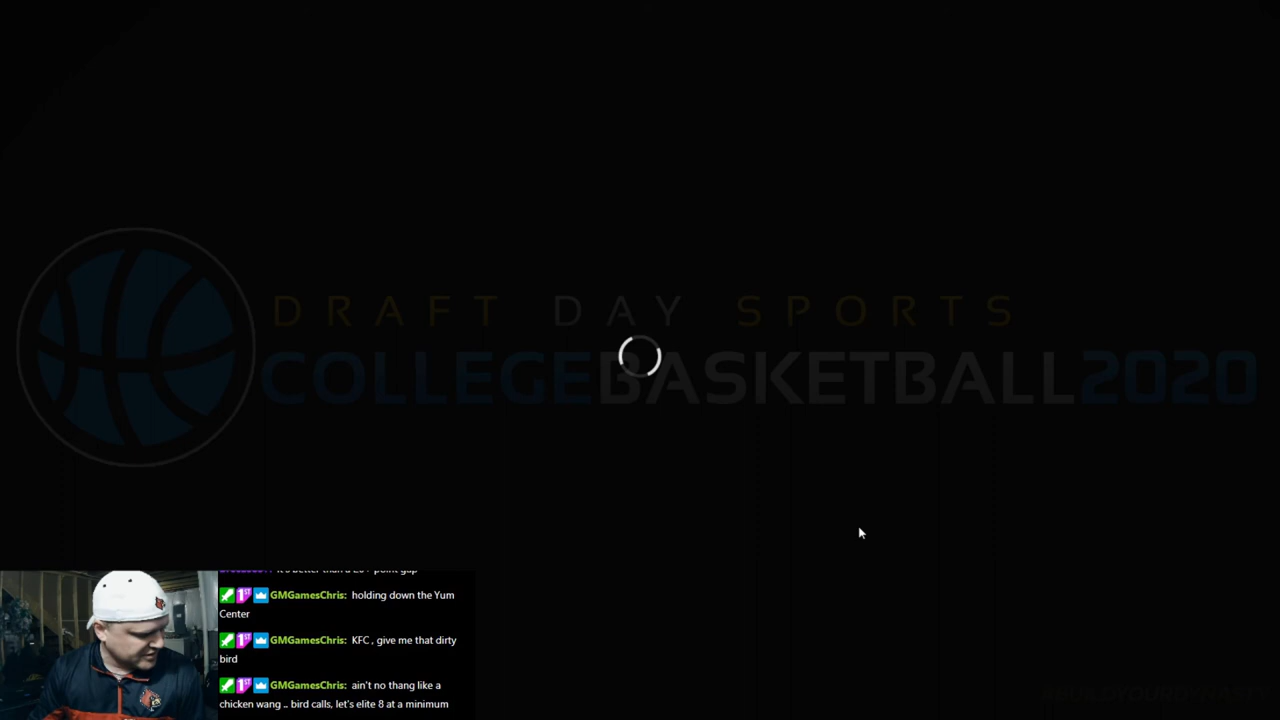 DRAFT DAY SPORTS
COLLEGEBASKETBALL2020
GMGamesChris: holding down the Yum
Center
GMGamesChris: KFC , give me that dirty
bird
GMGamesChris: ain't no thang like a
chicken wang .. bird calls, let's elite 8 at a minimum